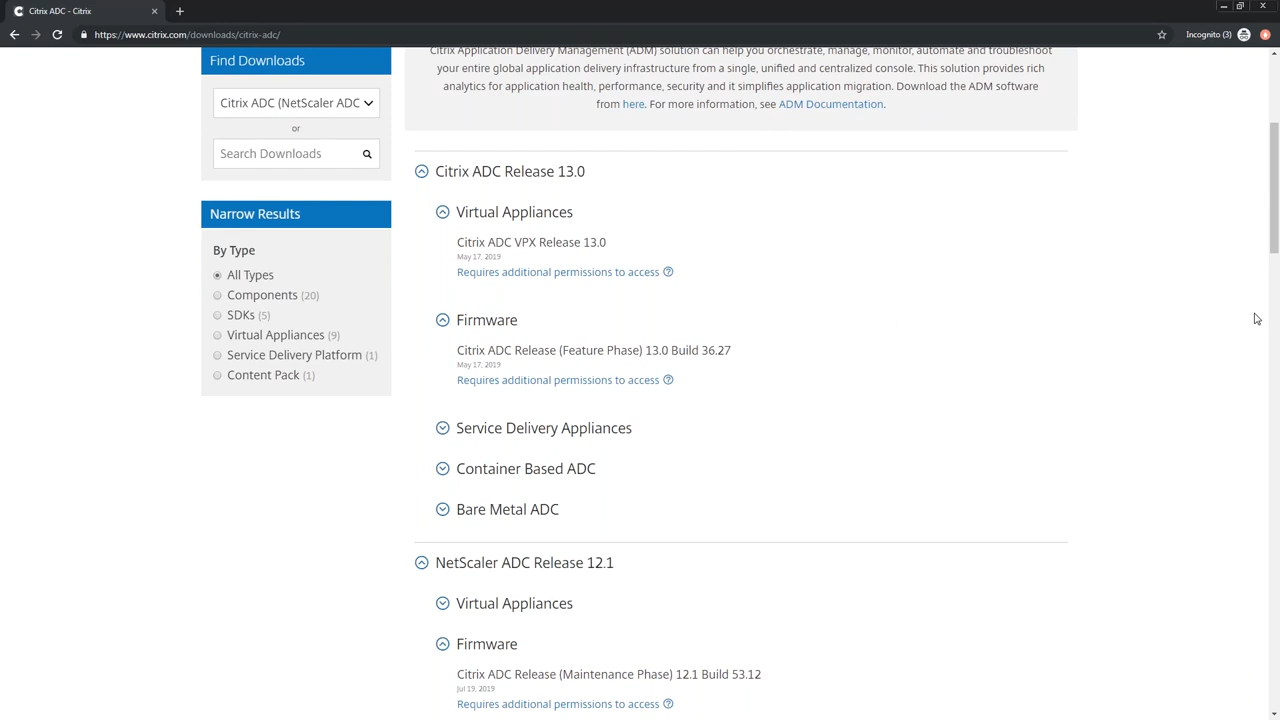 Citrix ADC - Citrix
https://www.citrix.com/downloads/citrix-adc/
Incognito (3)
Find Downloads
Citrix ADC (NetScaler ADC
or
Search Downloads
Narrow Results
By Type
All Types
Components (20)
SDKs (5)
Virtual Appliances (9)
Service Delivery Platform (1)
Content Pack (1)
Citrix Application Delivery Management (ADM) solution can help you orchestrate, manage, monitor, automate and troubleshoot
your entire global application delivery infrastructure from a single, unified and centralized console. This solution provides rich
analytics for application health, performance, security and it simplifies application migration. Download the ADM software
from here. For more information, see ADM Documentation.
Citrix ADC Release 13.0
Virtual Appliances
Citrix ADC VPX Release 13.0
May 17, 2019
Requires additional permissions to access
Firmware
Citrix ADC Release (Feature Phase) 13.0 Build 36.27
May 17, 2019
Requires additional permissions to access
Service Delivery Appliances
Container Based ADC
Bare Metal ADC
NetScaler ADC Release 12.1
Virtual Appliances
Firmware
Citrix ADC Release (Maintenance Phase) 12.1 Build 53.12
Jul 19, 2019
Requires additional permissions to access